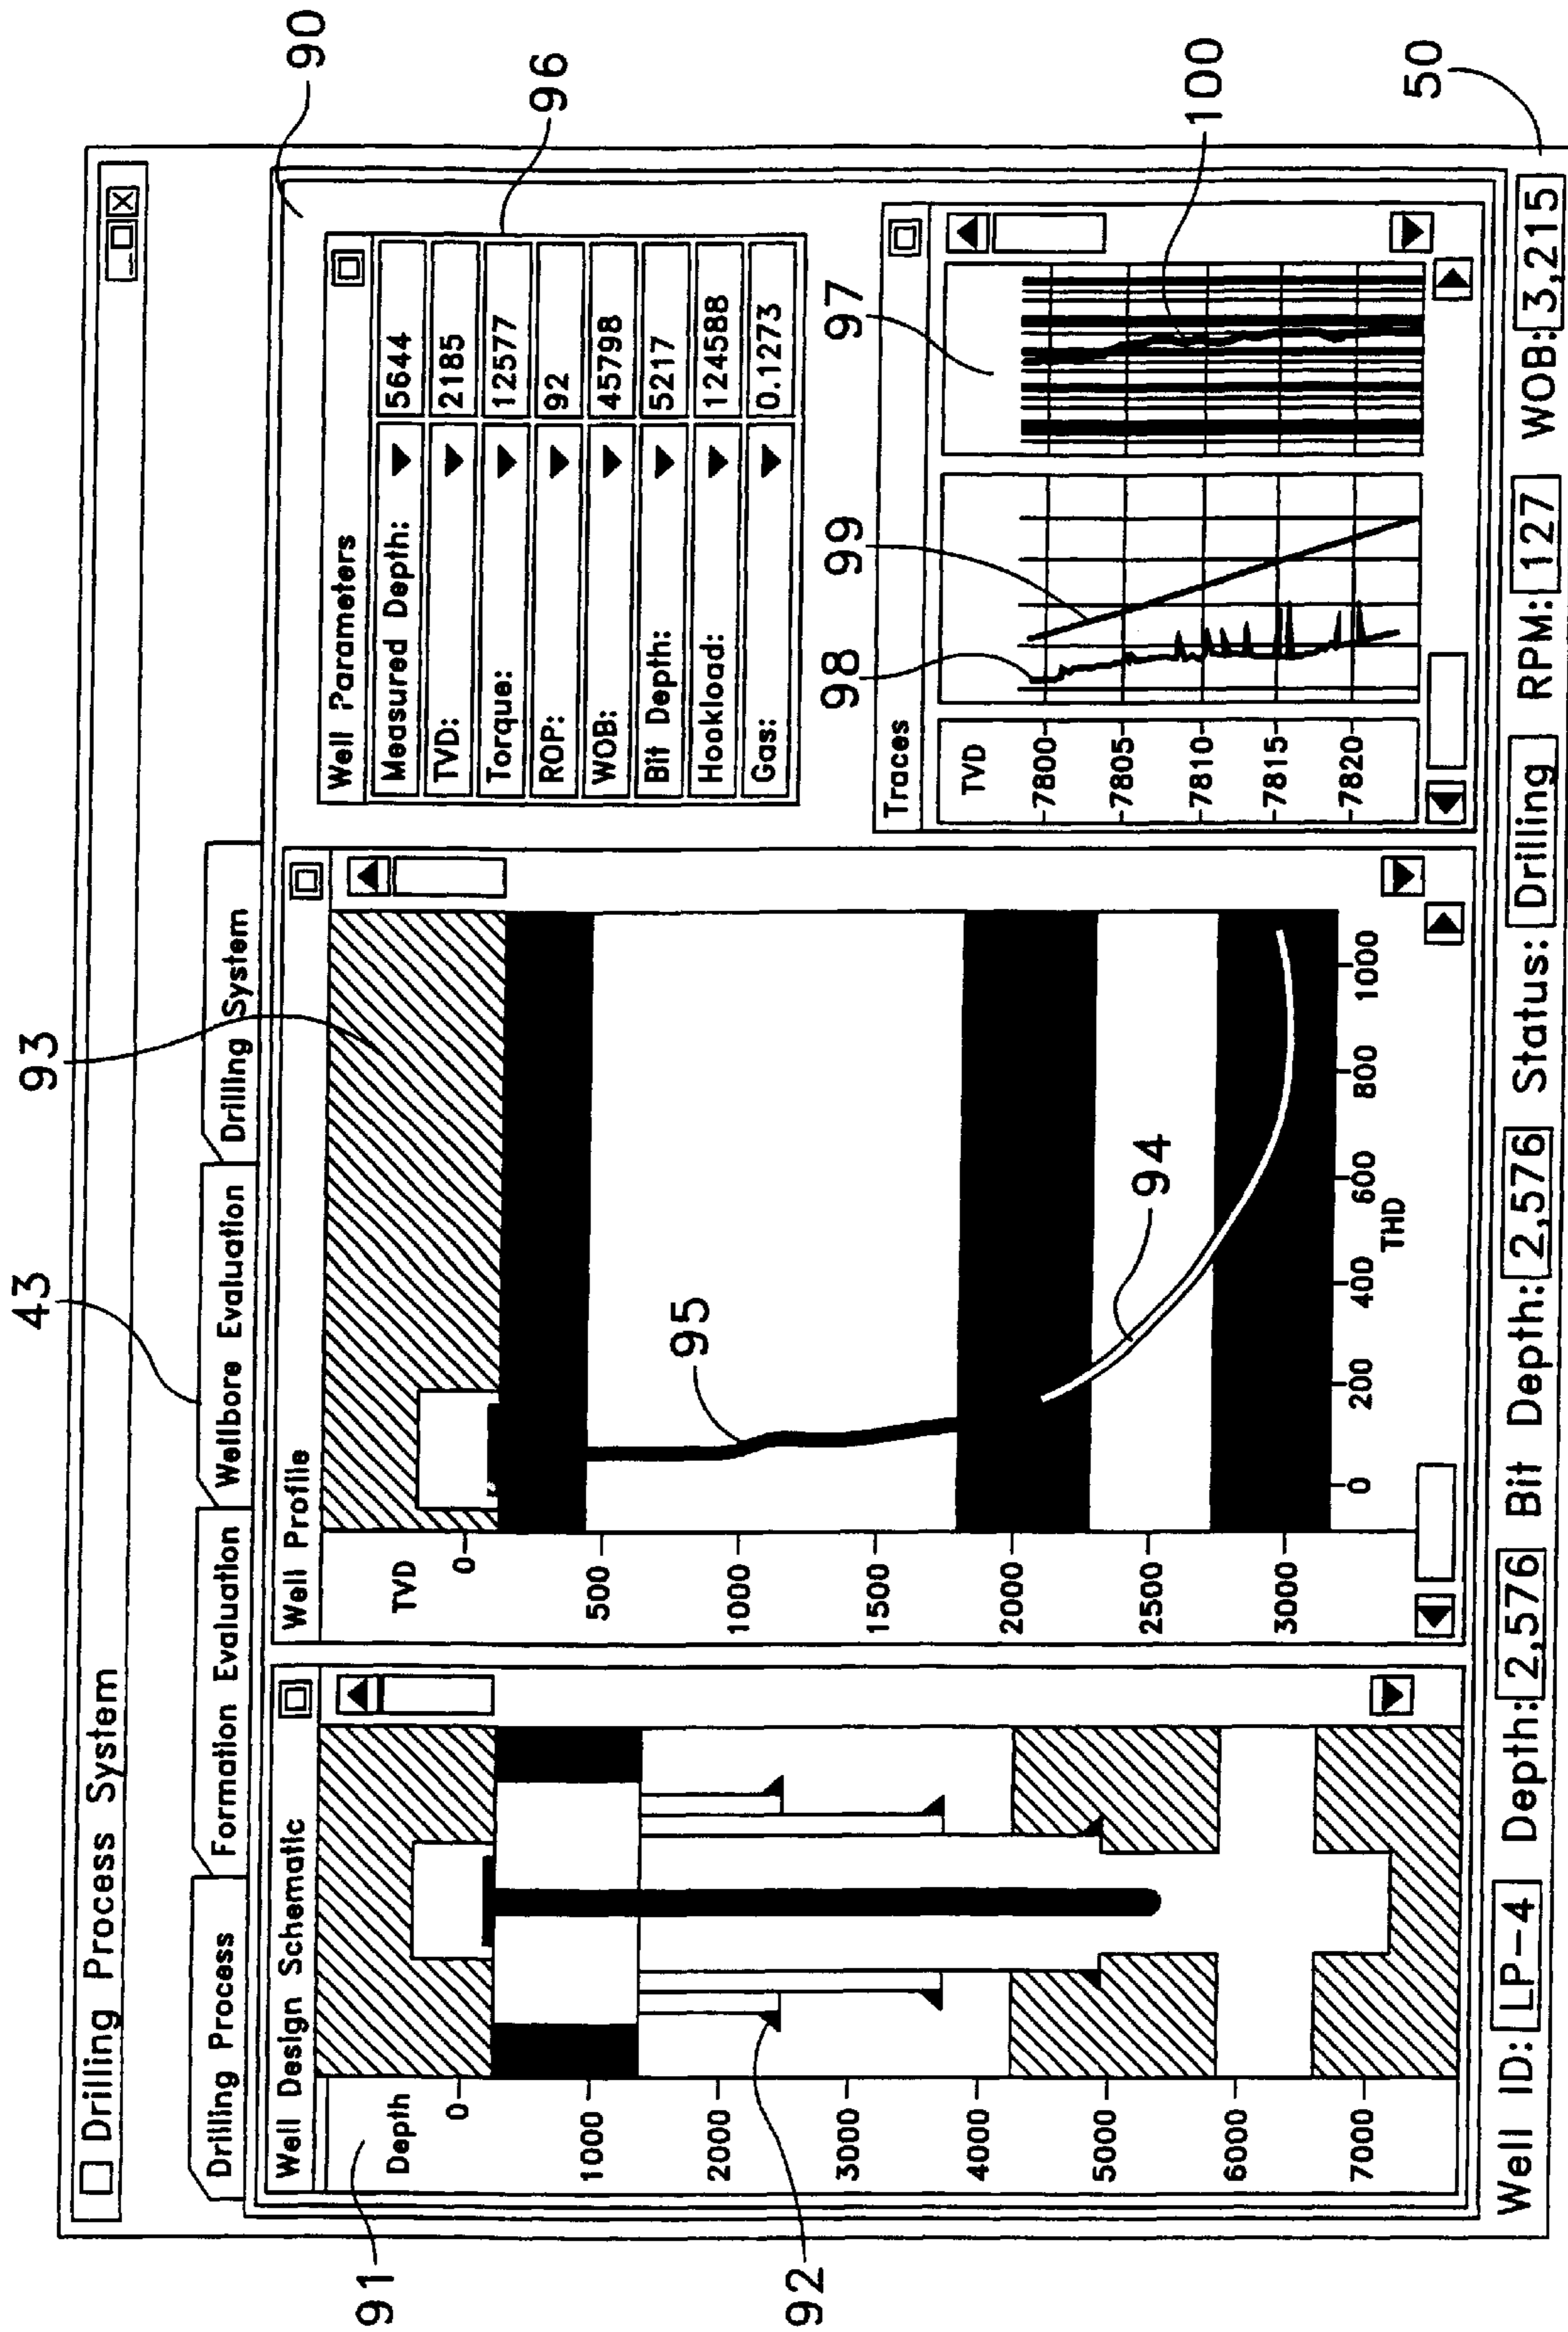 Drilling Process System
Drilling Process
Formation Evaluation
Wellbore Evaluation
Drilling System
43
93
90
Well Design Schematic
Depth
0
1000
2000
3000
4000
5000
6000
7000
91
92
Well Profile
TVD
0
500
1000
1500
2000
2500
3000
0
200
400
600
800
1000
THD
95
94
Well Parameters
Measured Depth: 5644
TVD: 2185
Torque: 12577
ROP: 92
WOB: 45798
Bit Depth: 5217
Hookload: 124588
Gas: 0.1273
96
98
99
97
100
Traces
TVD
7800
7805
7810
7815
7820
Well ID: LP-4 Depth: 2,576 Bit Depth: 2,576 Status: Drilling RPM: 127 WOB: 3,215
50